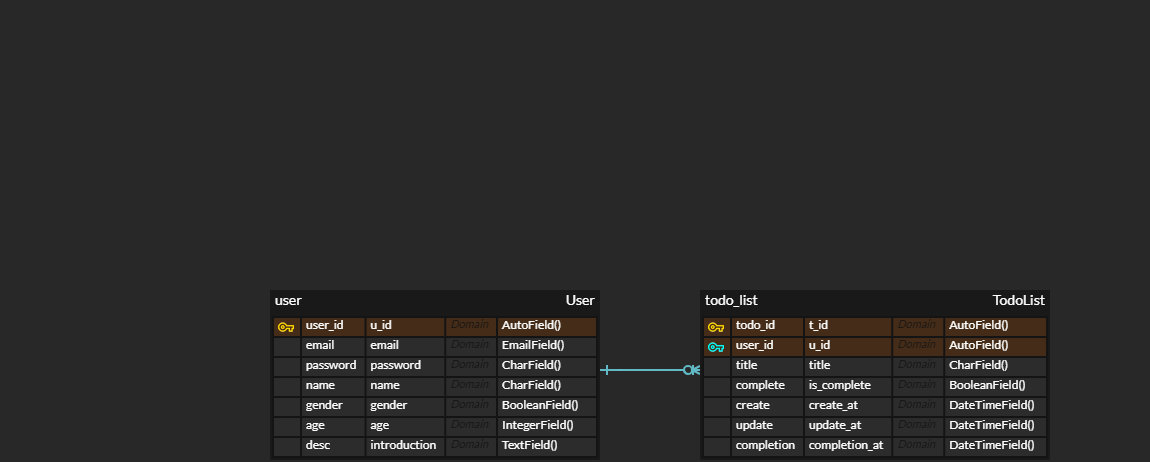 user User
user_id u_id Domain AutoField()
email email Domain EmailField()
password password Domain CharField()
name name Domain CharField()
gender gender Domain BooleanField()
age age Domain IntegerField()
desc introduction Domain TextField()
todo_list TodoList
todo_id t_id Domain AutoField()
user_id u_id Domain AutoField()
title title Domain CharField()
complete is_complete Domain BooleanField()
create create_at Domain DateTimeField()
update update_at Domain DateTimeField()
completion completion_at Domain DateTimeField()